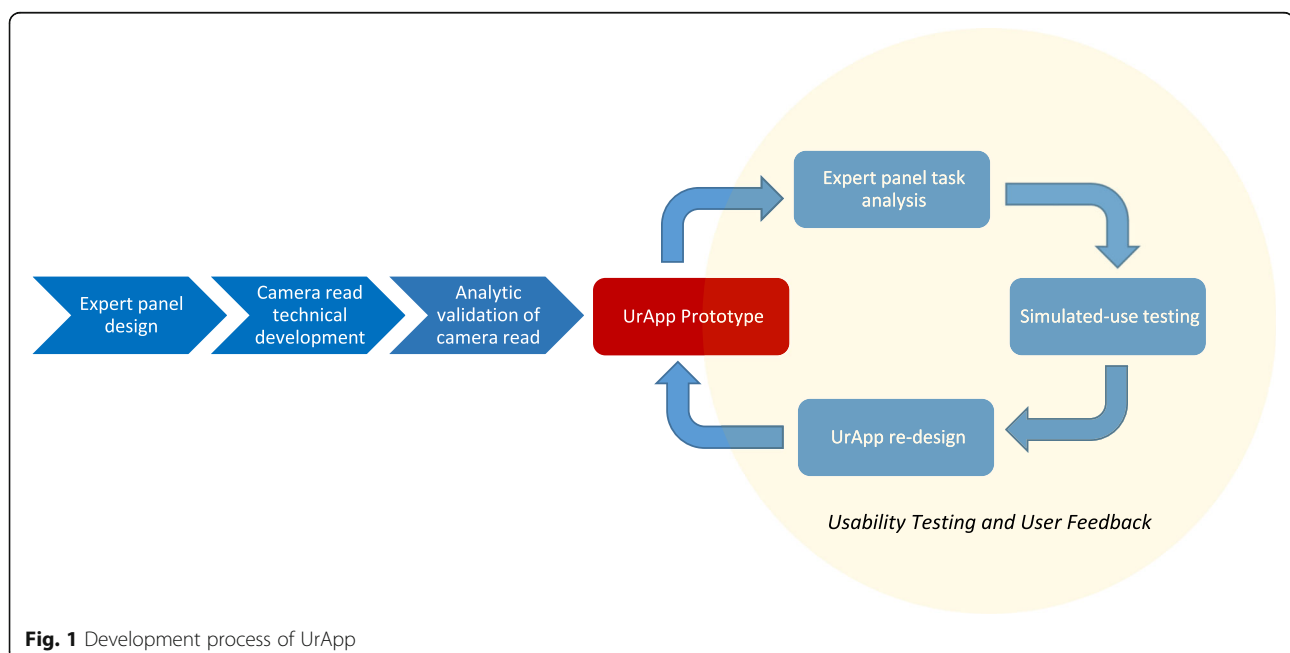 Expert panel
design
Camera read
technical
development
Analytic
validation of
camera read
UrApp Prototype
Expert panel task
analysis
Simulated-use testing
UrApp re-design
Usability Testing and User Feedback
Fig. 1 Development process of UrApp